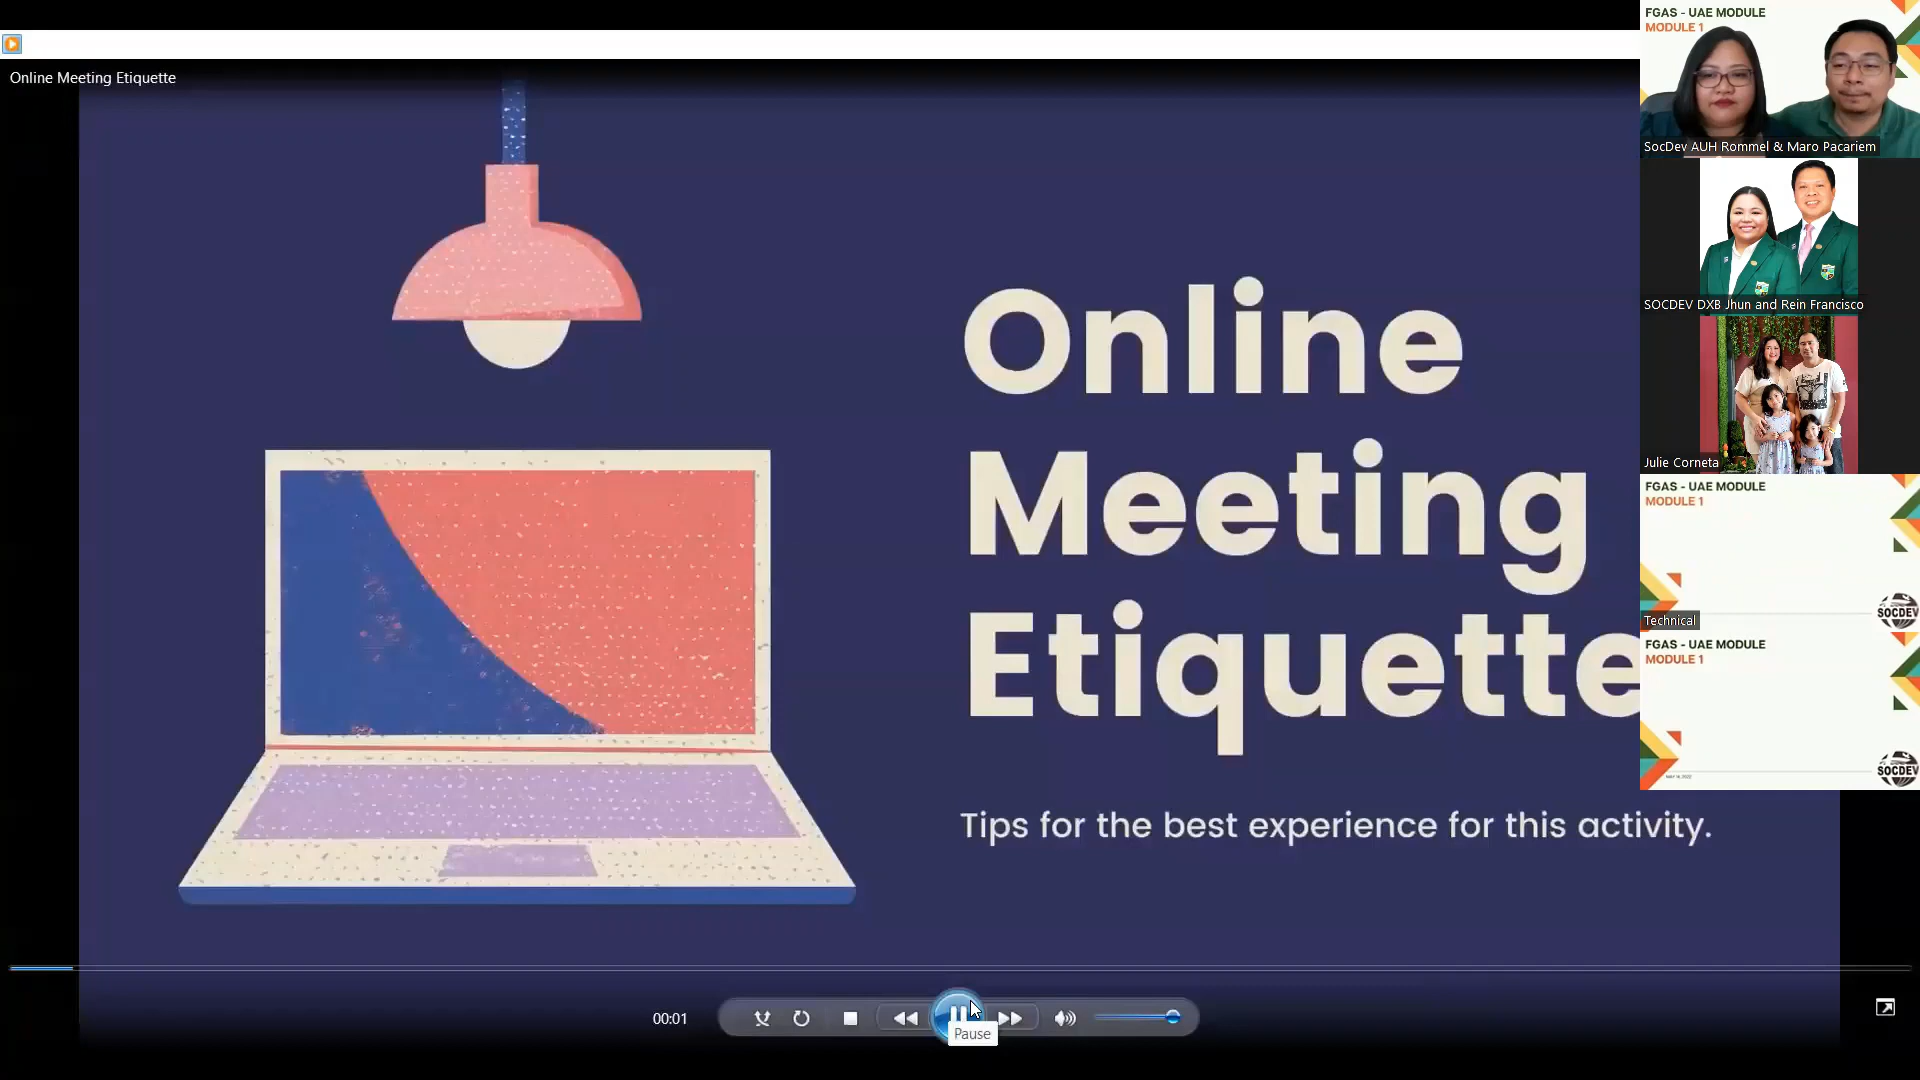 Online Meeting Etiquette
Online
Meeting
Etiquette
Tips for the best experience for this activity.
00:01
Pause
FGAS - UAE MODULE
MODULE 1
SocDev AUH Rommel & Maro Pacariem
SOCDEV DXB Jhun and Rein Francisco
Julie Corneta
FGAS - UAE MODULE
MODULE 1
SOCDEV
Technical
FGAS - UAE MODULE
MODULE 1
SOCDEV